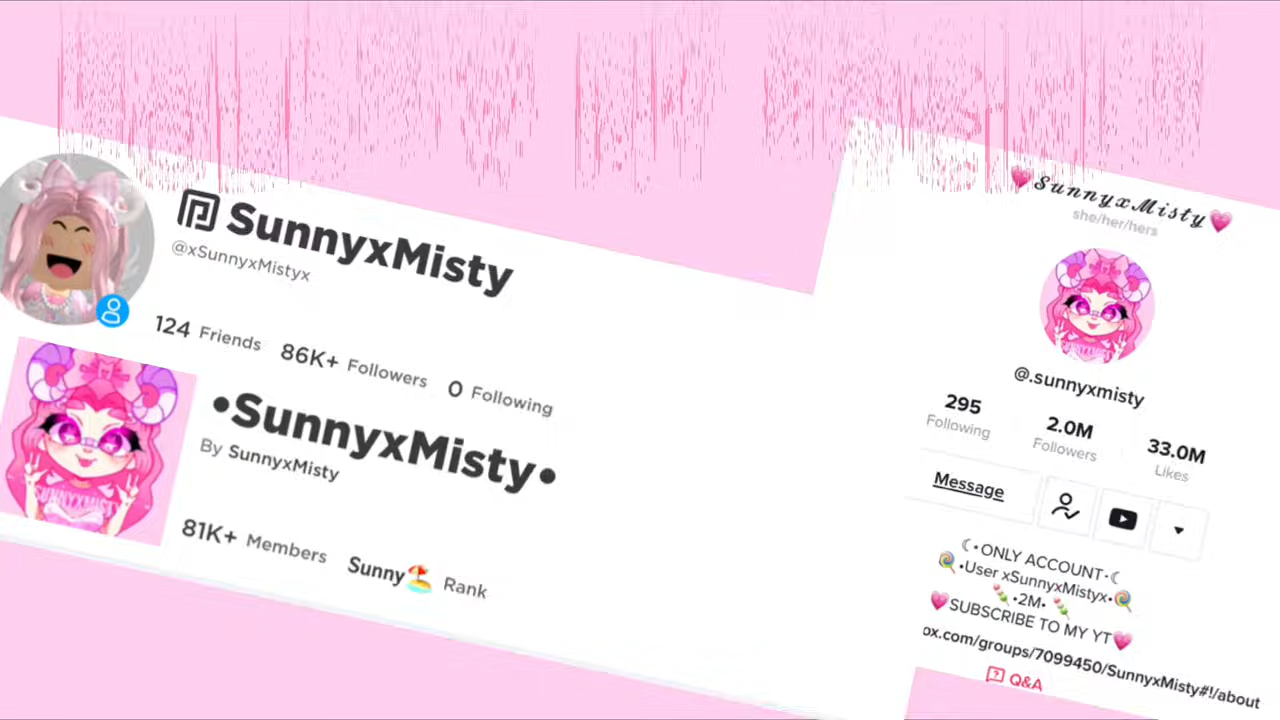 SunnyxMisty
@xSunnyxMistyx
124 Friends 86K+ Followers 0 Following
•SunnyxMisty•
By SunnyxMisty
81K+ Members Sunny🏖️ Rank
SUNNYXMISTY
💗𝓢𝓾𝓷𝓷𝔂𝔁𝓜𝓲𝓼𝓽𝔂💗
she/her/hers
@.sunnyxmisty
295 2.0M 33.0M
Following Followers Likes
Message
☾•ONLY ACCOUNT•☾
🍭•User xSunnyxMistyx•🍭
🍡•2M•🍡
💗SUBSCRIBE TO MY YT💗
ox.com/groups/7099450/SunnyxMisty#!/about
Q&A